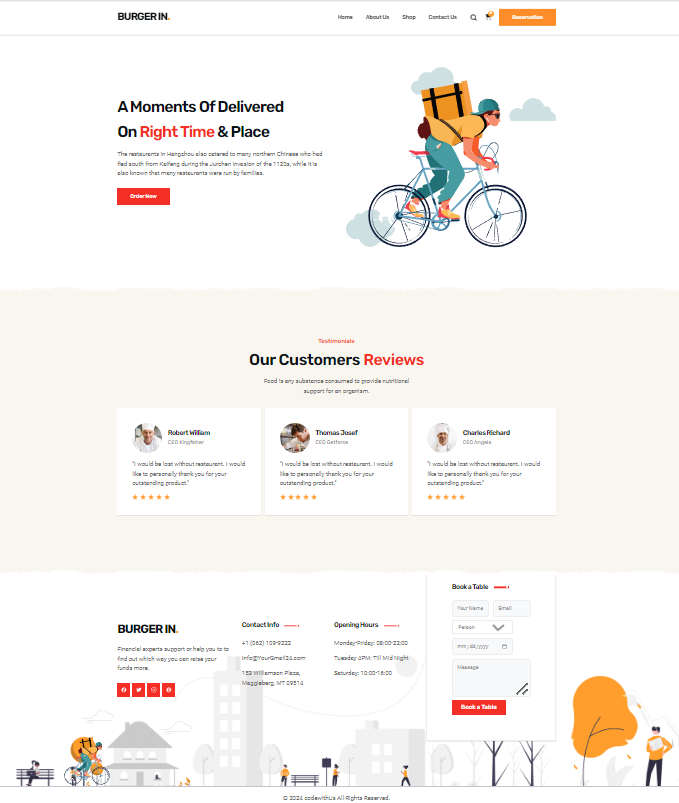 BURGER IN.
Home About Us Shop Contact Us
Reservation
A Moments Of Delivered
On Right Time & Place
The restaurants in Hangzhou also catered to many northern Chinese who had
fled south from Kaifeng during the Jurchen invasion of the 1120s, while it is
also known that many restaurants were run by families.
Order Now
Testimonials
Our Customers Reviews
Food is any substance consumed to provide nutritional
support for an organism.
Robert William
CEO Kingfisher
"I would be lost without restaurant. I would
like to personally thank you for your
outstanding product."
Thomas Josef
CEO Getforce
"I would be lost without restaurant. I would
like to personally thank you for your
outstanding product."
Charles Richard
CEO Angela
"I would be lost without restaurant. I would
like to personally thank you for your
outstanding product."
BURGER IN.
Financial experts support or help you to to
find out which way you can raise your
funds more.
Contact Info
+1 (062) 109-9222
Info@YourGmail24.com
153 Williamson Plaza,
Maggieberg, MT 09514
Opening Hours
Monday-Friday: 08:00-22:00
Tuesday 4PM: Till Mid Night
Saturday: 10:00-16:00
Book a Table
Your Name
Email
Person
mm/dd/yyyy
Message
Book a Table
© 2024 codewithUs All Rights Reserved.